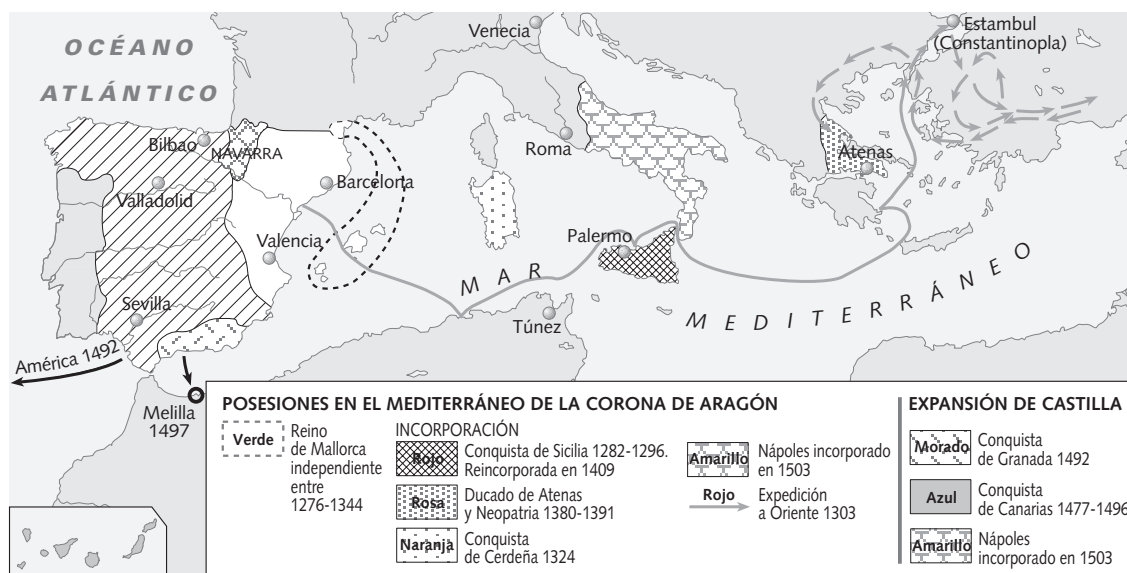 OCÉANO
ATLÁNTICO
Venecia
Estambul
(Constantinopla)
Bilbao
NAVARRA
Roma
Atenas
Valladolid
Barcelona
Valencia
Palermo
MAR
MEDITERRÁNEO
Sevilla
Túnez
América 1492
Melilla
1497
POSESIONES EN EL MEDITERRÁNEO DE LA CORONA DE ARAGÓN
Verde
Reino
de Mallorca
independiente
entre
1276-1344
INCORPORACIÓN
Rojo
Conquista de Sicilia 1282-1296.
Reincorporada en 1409
Rosa
Ducado de Atenas
y Neopatria 1380-1391
Naranja
Conquista
de Cerdeña 1324
Amarillo
Nápoles incorporado
en 1503
Rojo
Expedición
a Oriente 1303
EXPANSIÓN DE CASTILLA
Morado
Conquista
de Granada 1492
Azul
Conquista
de Canarias 1477-1496
Amarillo
Nápoles
incorporado en 1503